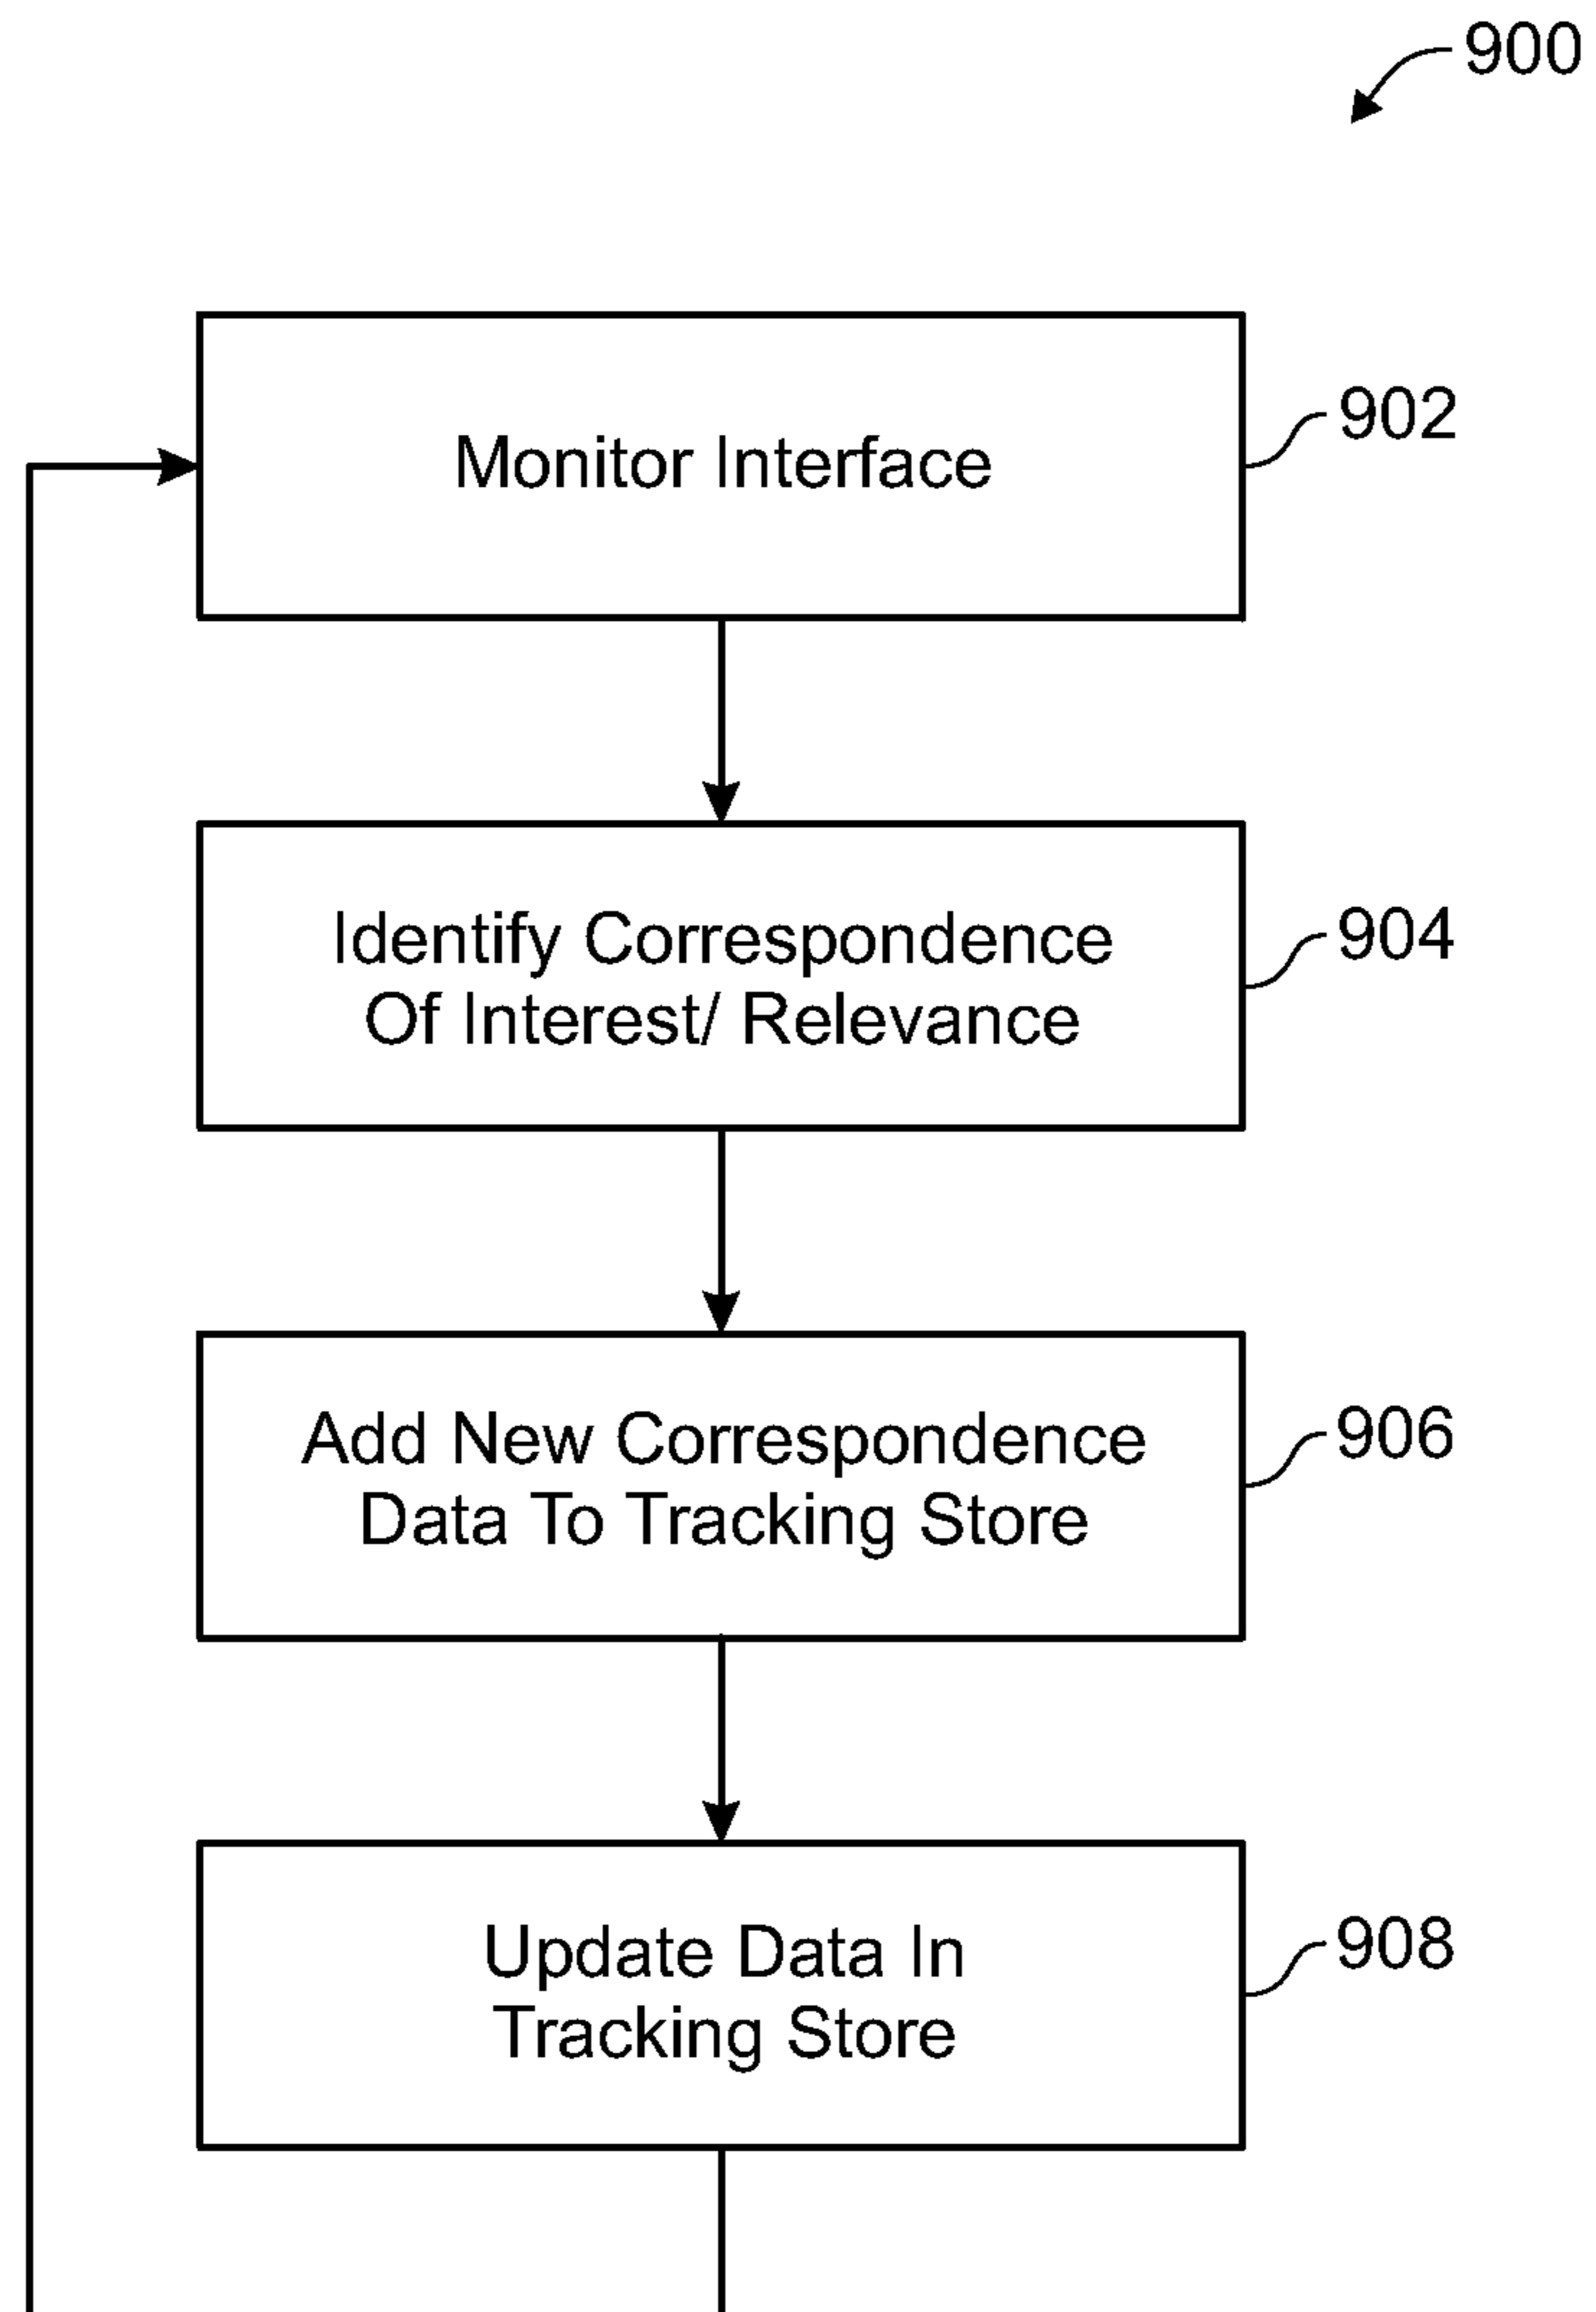 900
Monitor Interface
902
Identify Correspondence
Of Interest/ Relevance
904
Add New Correspondence
Data To Tracking Store
906
Update Data In
Tracking Store
908